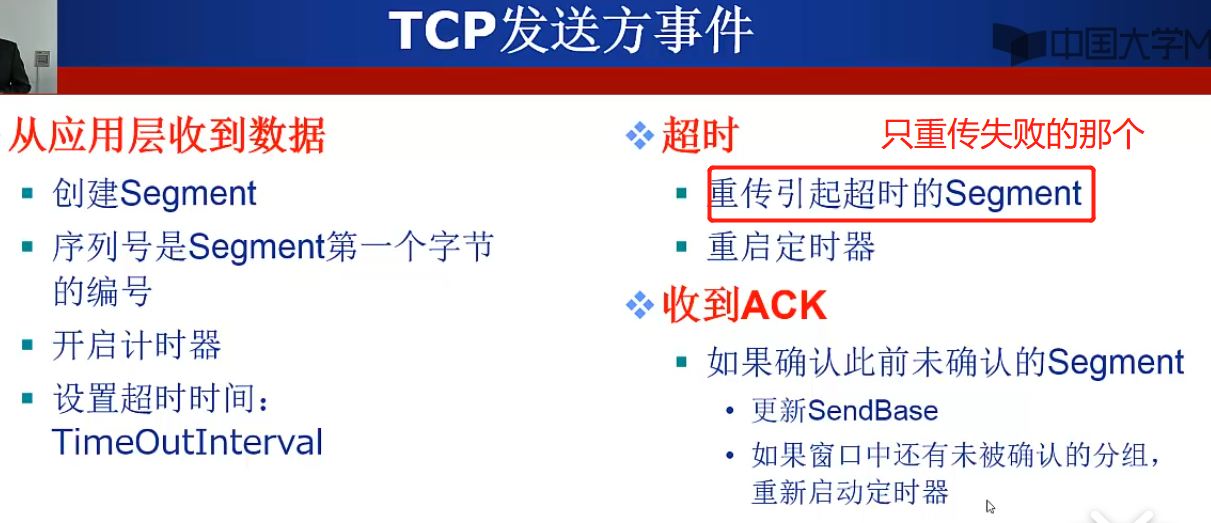 TCP发送方事件
中国大学M
从应用层收到数据
创建Segment
序列号是Segment第一个字节
的编号
开启计时器
设置超时时间：
TimeOutInterval
超时
只重传失败的那个
重传引起超时的Segment
重启定时器
收到ACK
如果确认此前未确认的Segment
更新SendBase
如果窗口中还有未被确认的分组，
重新启动定时器